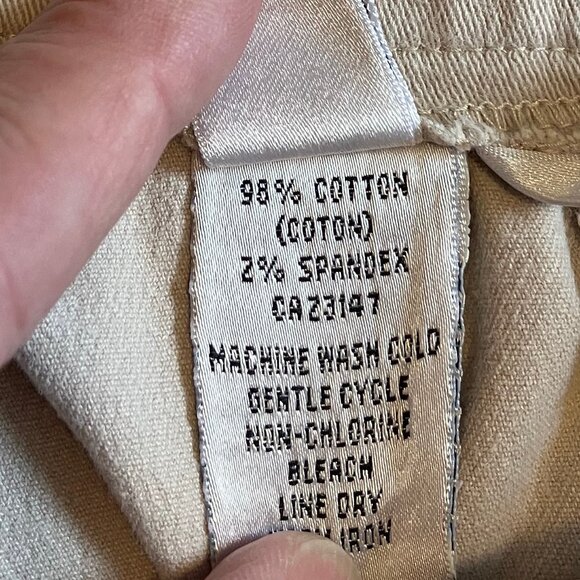 98% COTTON
(COTON)
2% SPANDEX
CA23147
MACHINE WASH COLD
GENTLE CYCLE
NON-CHLORINE
BLEACH
LINE DRY
IRON